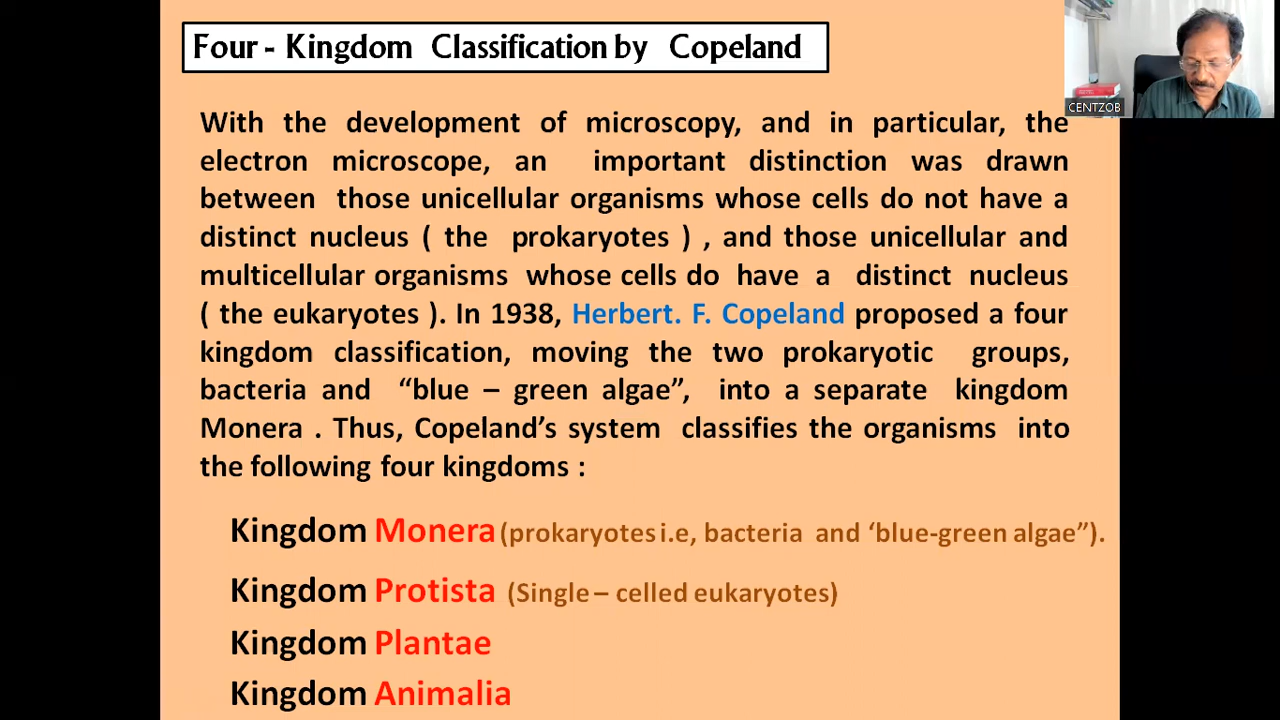 Four - Kingdom Classification by Copeland
CENTZOB
With the development of microscopy, and in particular, the
electron microscope, an important distinction was drawn
between those unicellular organisms whose cells do not have a
distinct nucleus ( the prokaryotes ) , and those unicellular and
multicellular organisms whose cells do have a distinct nucleus
( the eukaryotes ). In 1938, Herbert. F. Copeland proposed a four
kingdom classification, moving the two prokaryotic groups,
bacteria and “blue – green algae”, into a separate kingdom
Monera . Thus, Copeland’s system classifies the organisms into
the following four kingdoms :
Kingdom Monera (prokaryotes i.e, bacteria and ‘blue-green algae”).
Kingdom Protista (Single – celled eukaryotes)
Kingdom Plantae
Kingdom Animalia